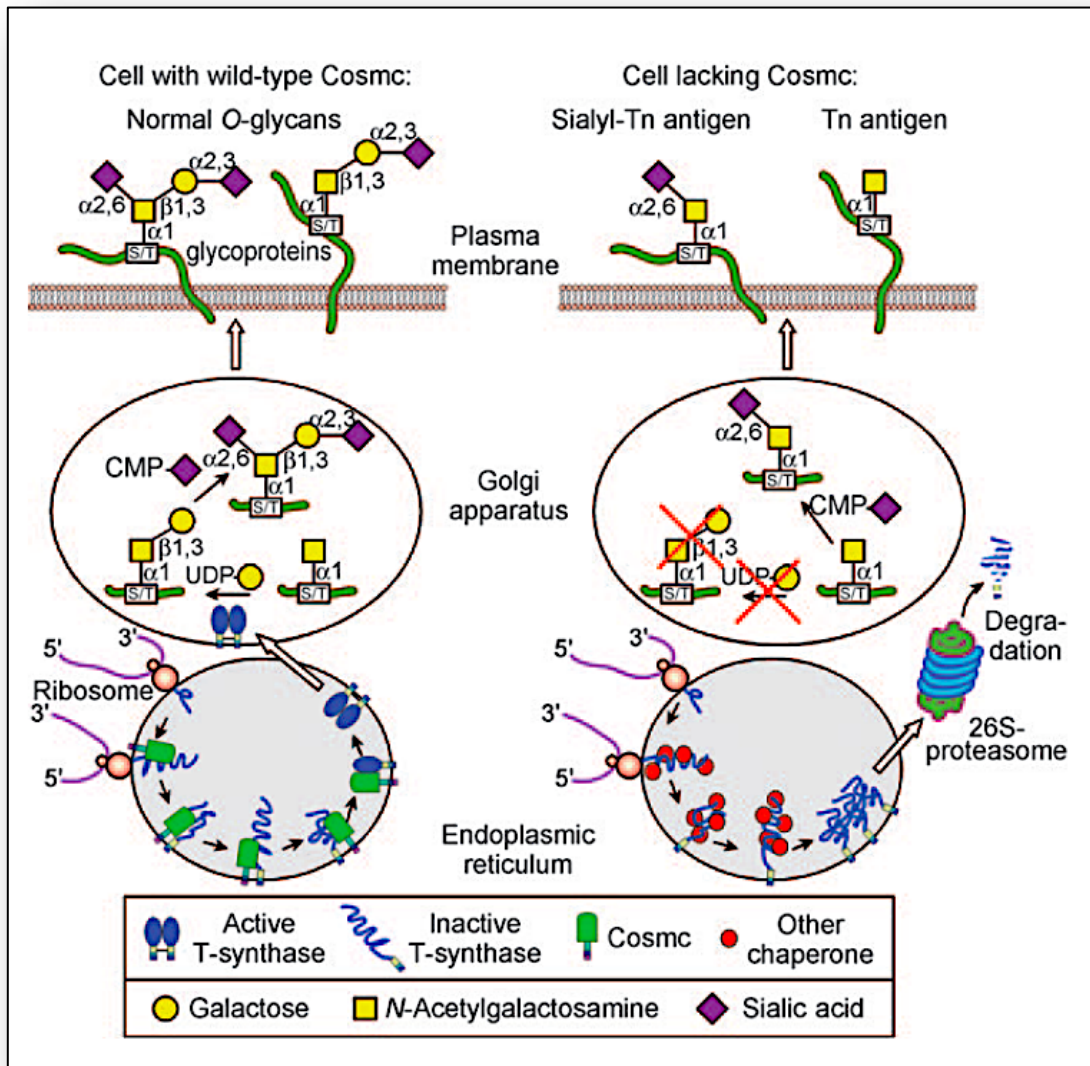 Cell with wild-type Cosmc:
Normal O-glycans
α2,3
α2,3
α2,6
β1,3
β1,3
α1
α1
S/T
S/T
glycoproteins
Cell lacking Cosmc:
Sialyl-Tn antigen
Tn antigen
α2,6
α1
α1
S/T
S/T
Plasma
membrane
α2,3
α2,6
β1,3
CMP
α1
S/T
β1,3
α1
α1
UDP
S/T
S/T
Golgi
apparatus
α2,6
α1
S/T
CMP
β1,3
α1
UDP
α1
S/T
S/T
Degra-
dation
26S-
proteasome
3'
5'
Ribosome
3'
5'
3'
5'
3'
5'
Endoplasmic
reticulum
Active
T-synthase
Inactive
T-synthase
Cosmc
Other
chaperone
Galactose
N-Acetylgalactosamine
Sialic acid